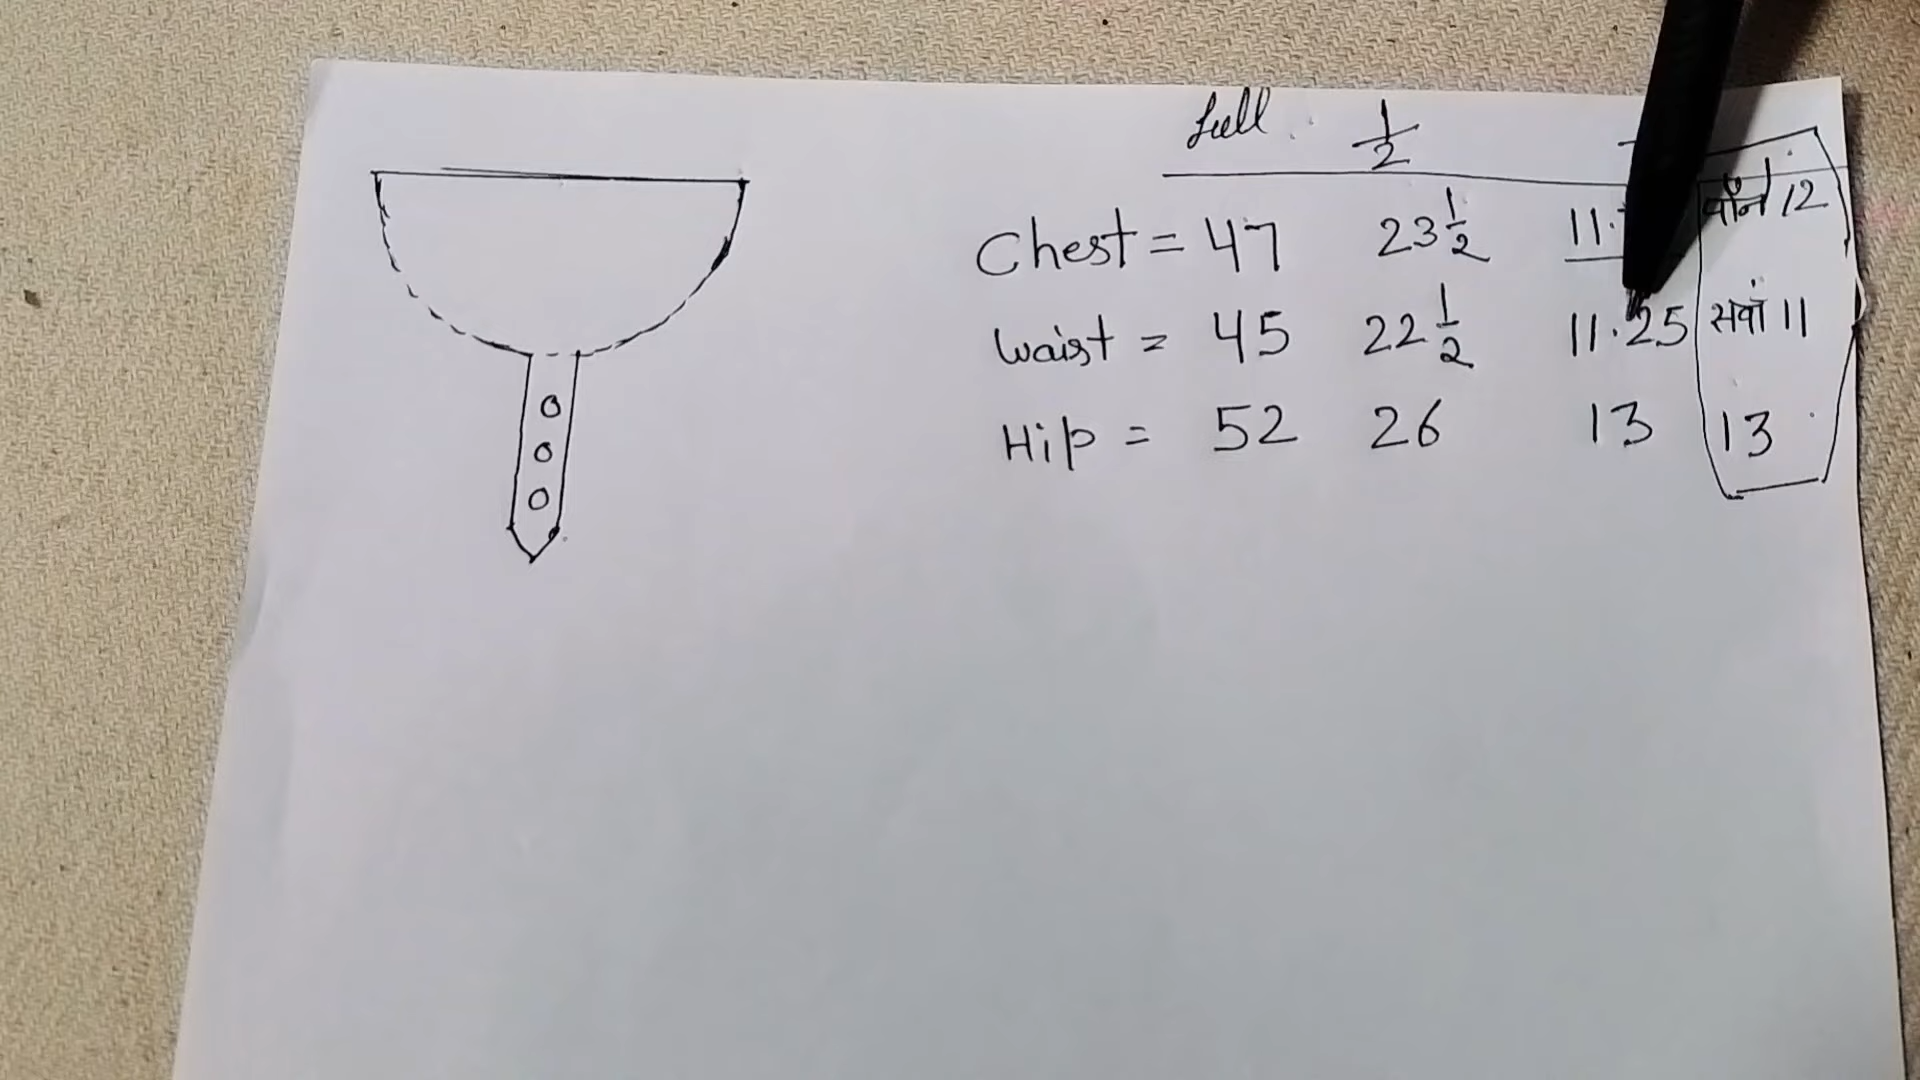 full 1/2
Chest = 47 23 1/2 11. पौने 12
Waist = 45 22 1/2 11.25 सवा 11
Hip = 52 26 13 13